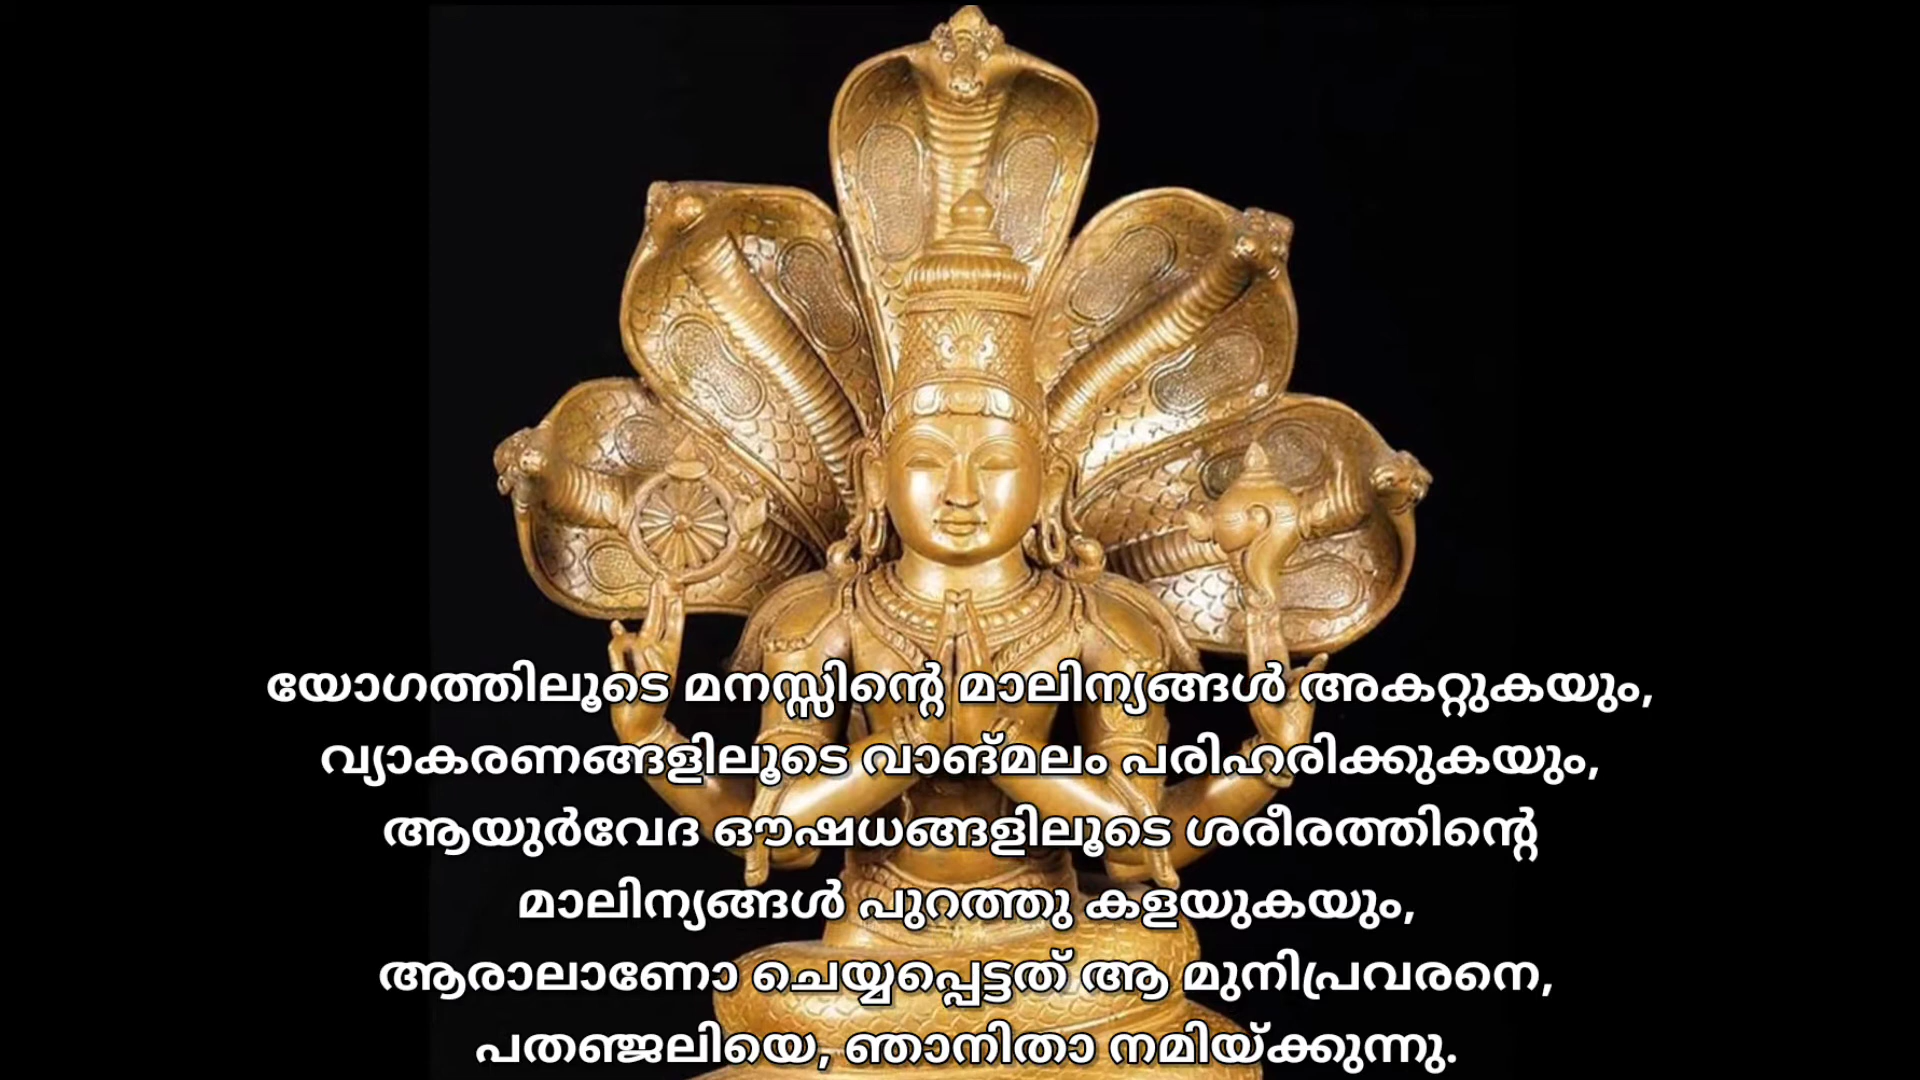 യോഗത്തിലൂടെ മനസ്സിന്റെ മാലിന്യങ്ങൾ അകറ്റുകയും,
വ്യാകരണങ്ങളിലൂടെ വാങ്മലം പരിഹരിക്കുകയും,
ആയുർവേദ ഔഷധങ്ങളിലൂടെ ശരീരത്തിന്റെ
മാലിന്യങ്ങൾ പുറത്തു കളയുകയും,
ആരാലാണോ ചെയ്യപ്പെട്ടത് ആ മുനിപ്രവരനെ,
പതഞ്ജലിയെ, ഞാനിതാ നമിയ്ക്കുന്നു.